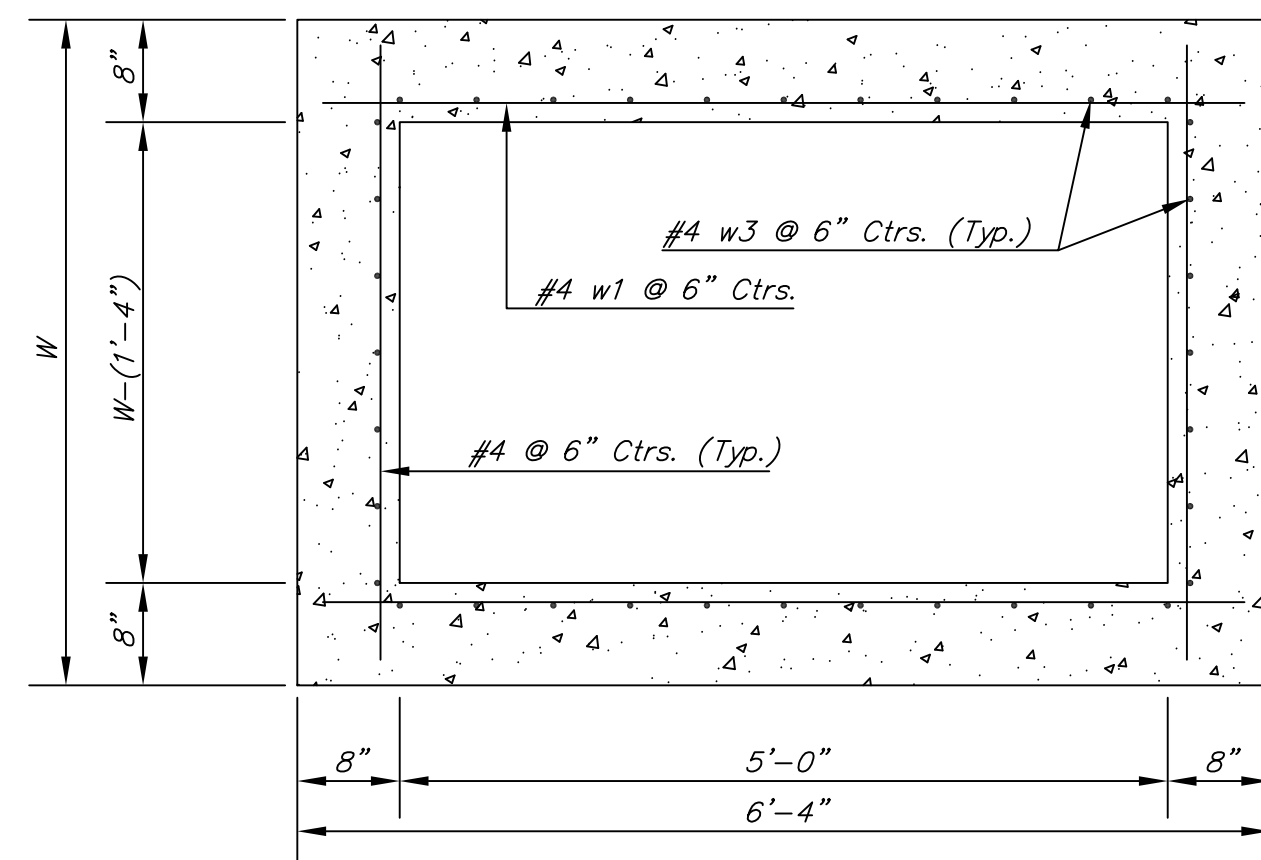 8”
W
W-(1’-4”)
8”
#4 w3 @ 6” Ctrs. (Typ.)
#4 w1 @ 6” Ctrs.
#4 @ 6” Ctrs. (Typ.)
8”
5’-0”
8”
6’-4”